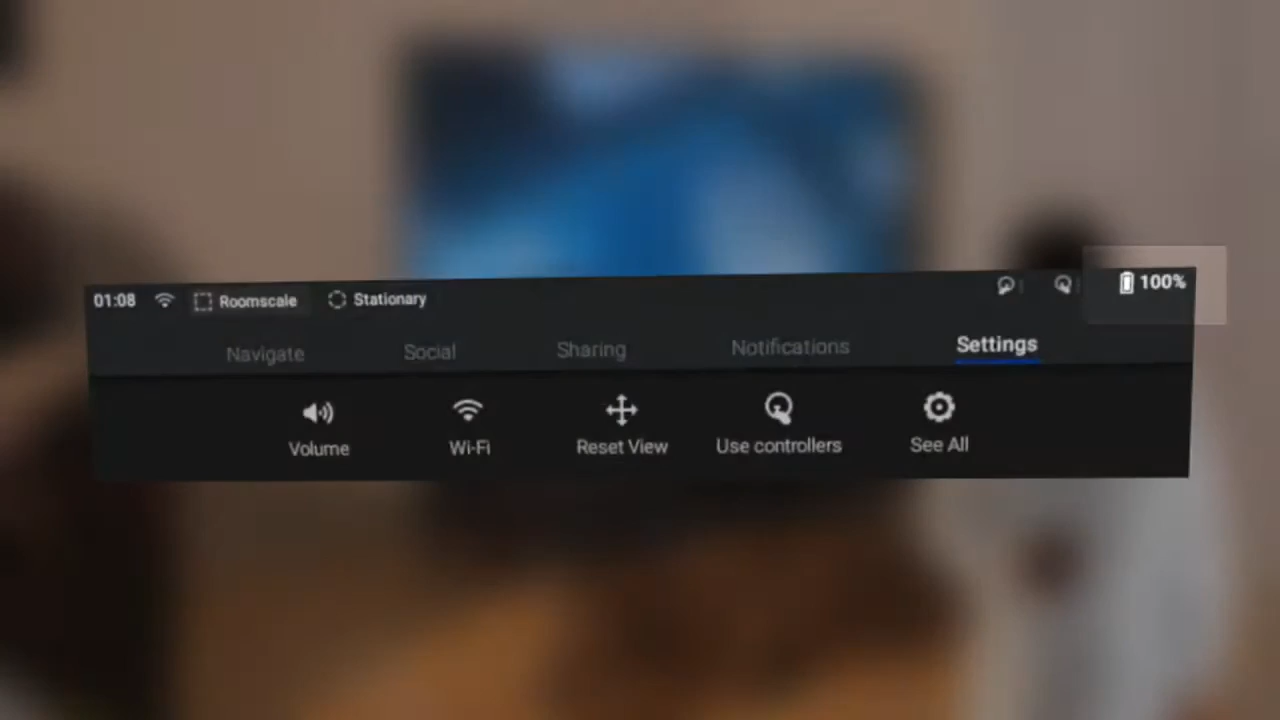 01:08 Roomscale Stationary 100%
Navigate Social Sharing Notifications Settings
Volume Wi-Fi Reset View Use controllers See All